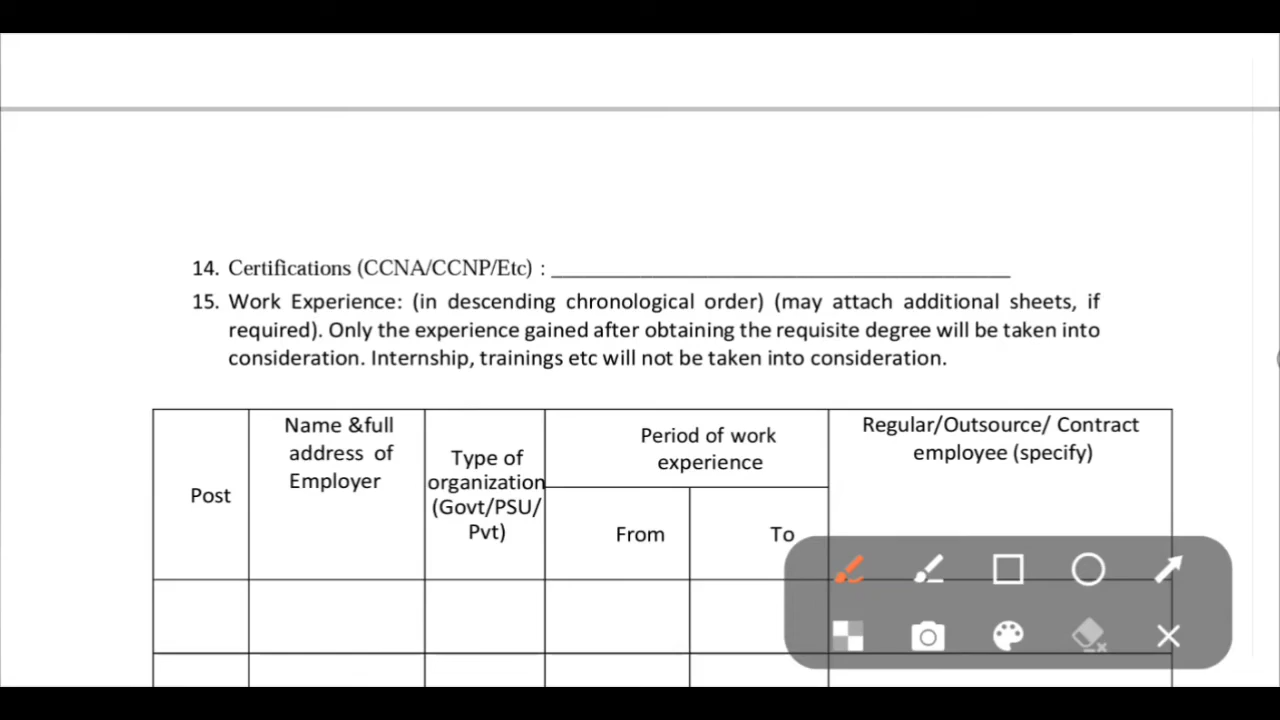 14. Certifications (CCNA/CCNP/Etc) : ___________________________________________
15. Work Experience: (in descending chronological order) (may attach additional sheets, if
required). Only the experience gained after obtaining the requisite degree will be taken into
consideration. Internship, trainings etc will not be taken into consideration.
Post
Name &full
address of
Employer
Type of
organization
(Govt/PSU/
Pvt)
Period of work
experience
From
To
Regular/Outsource/ Contract
employee (specify)